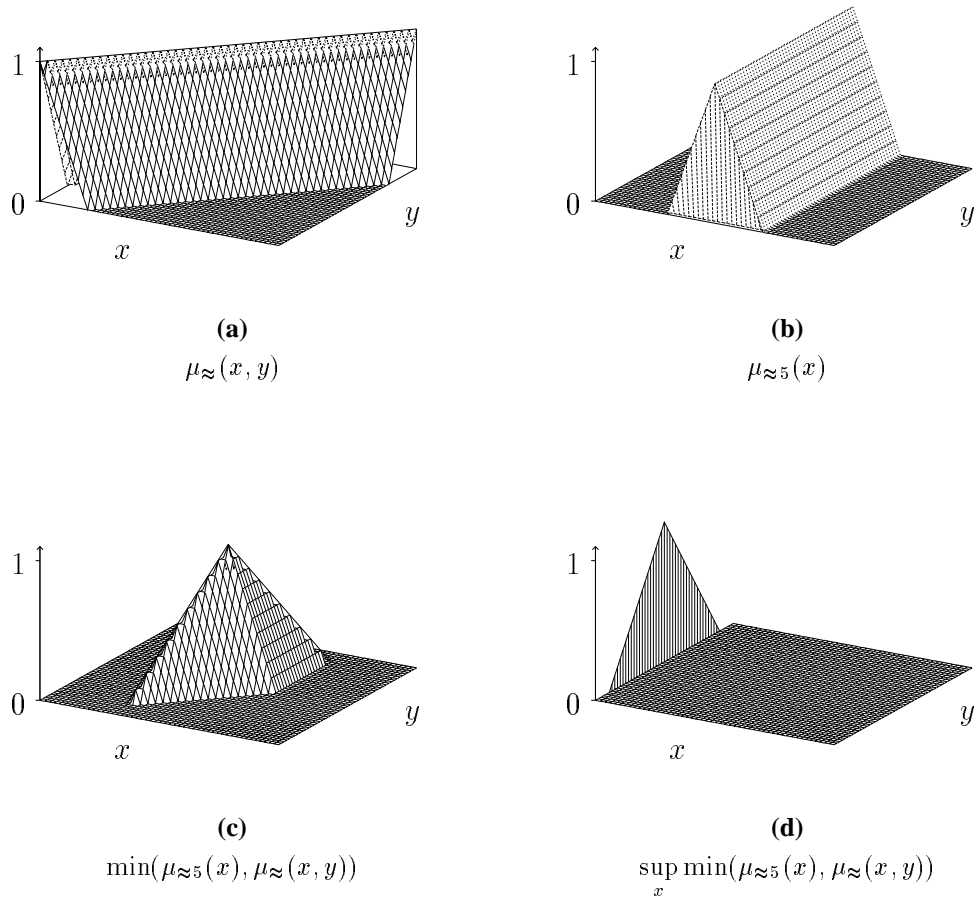 1
0
x
y
(a)
μ≈(x, y)
1
0
x
y
(b)
μ≈5(x)
1
0
x
y
(c)
min(μ≈5(x), μ≈(x, y))
1
0
x
y
(d)
sup min(μ≈5(x), μ≈(x, y))
x